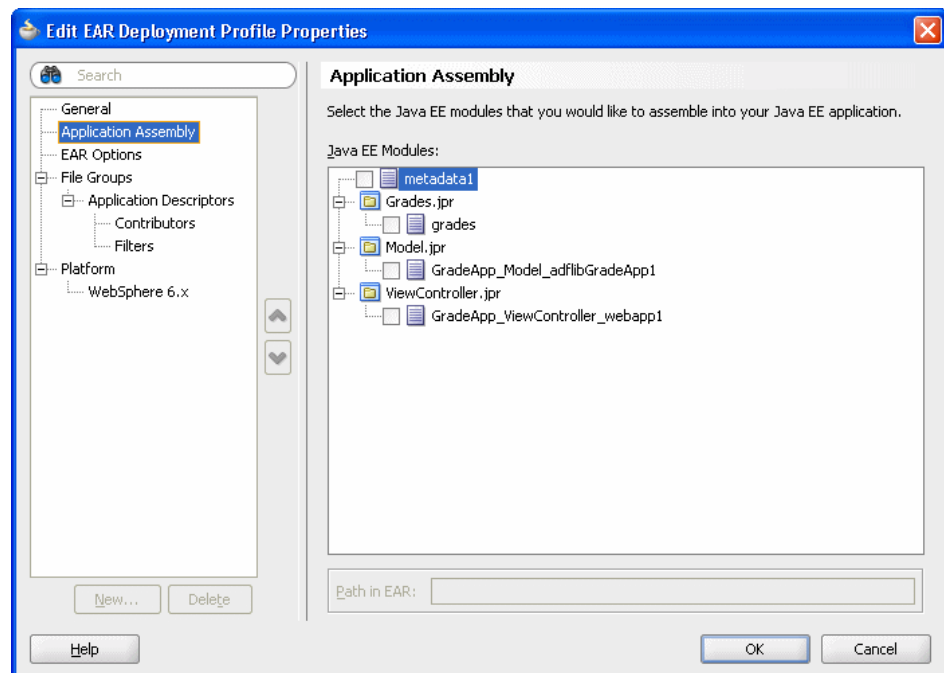 Edit EAR Deployment Profile Properties
Search
General
Application Assembly
EAR Options
File Groups
Application Descriptors
Contributors
Filters
Platform
WebSphere 6.x
New...
Delete
Application Assembly
Select the Java EE modules that you would like to assemble into your Java EE application.
Java EE Modules:
metadata1
Grades.jpr
grades
Model.jpr
GradeApp_Model_adflibGradeApp1
ViewController.jpr
GradeApp_ViewController_webapp1
Path in EAR:
Help
OK
Cancel